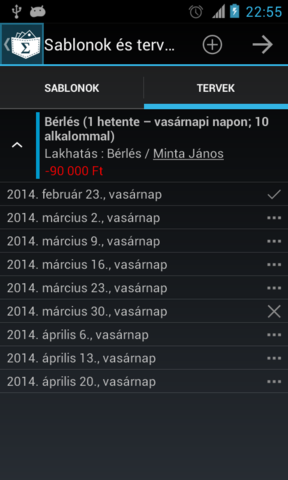 22:55
Σ
Sablonok és terv...
SABLONOK
TERVEK
Bérlés (1 hetente – vasárnapi napon; 10
alkalommal)
Lakhatás : Bérlés / Minta János
-90 000 Ft
2014. február 23., vasárnap
2014. március 2., vasárnap
2014. március 9., vasárnap
2014. március 16., vasárnap
2014. március 23., vasárnap
2014. március 30., vasárnap
2014. április 6., vasárnap
2014. április 13., vasárnap
2014. április 20., vasárnap